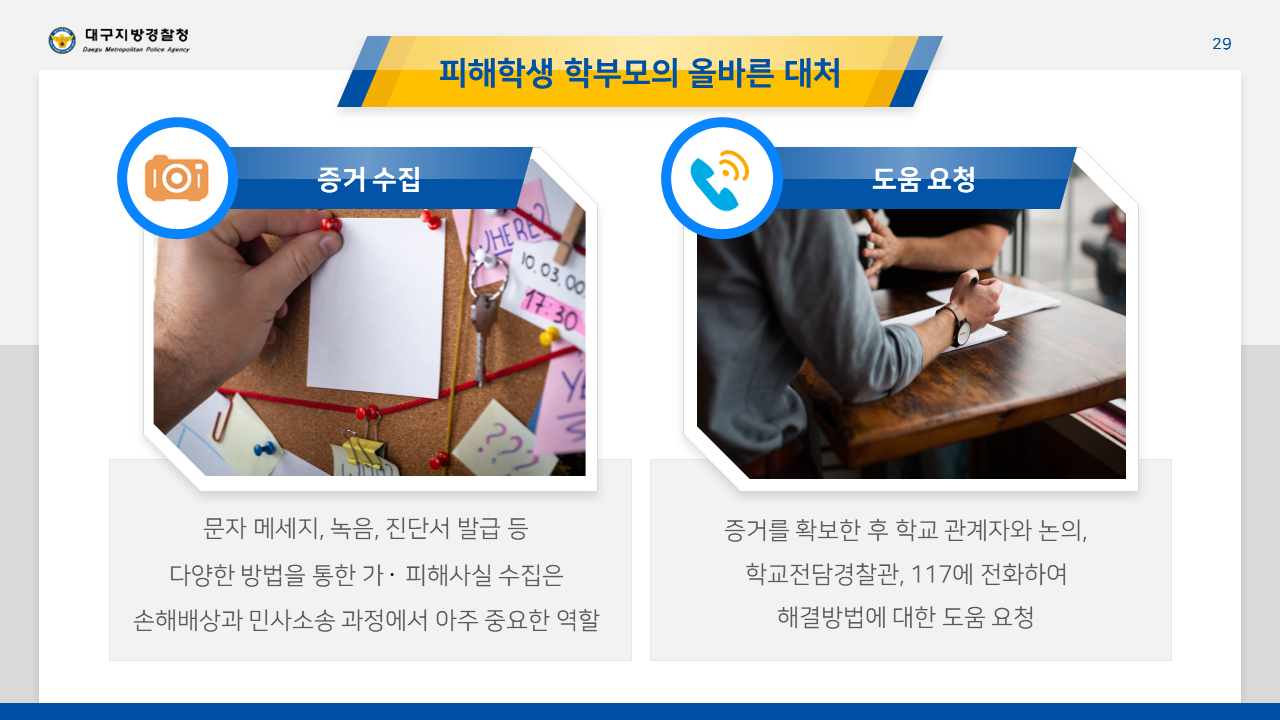 대구지방경찰청
Daegu Metropolitan Police Agency
29
피해학생 학부모의 올바른 대처
증거 수집
WHERE?
10.03.00
17:30
YE
???
문자 메세지, 녹음, 진단서 발급 등
다양한 방법을 통한 가· 피해사실 수집은
손해배상과 민사소송 과정에서 아주 중요한 역할
도움 요청
증거를 확보한 후 학교 관계자와 논의,
학교전담경찰관, 117에 전화하여
해결방법에 대한 도움 요청